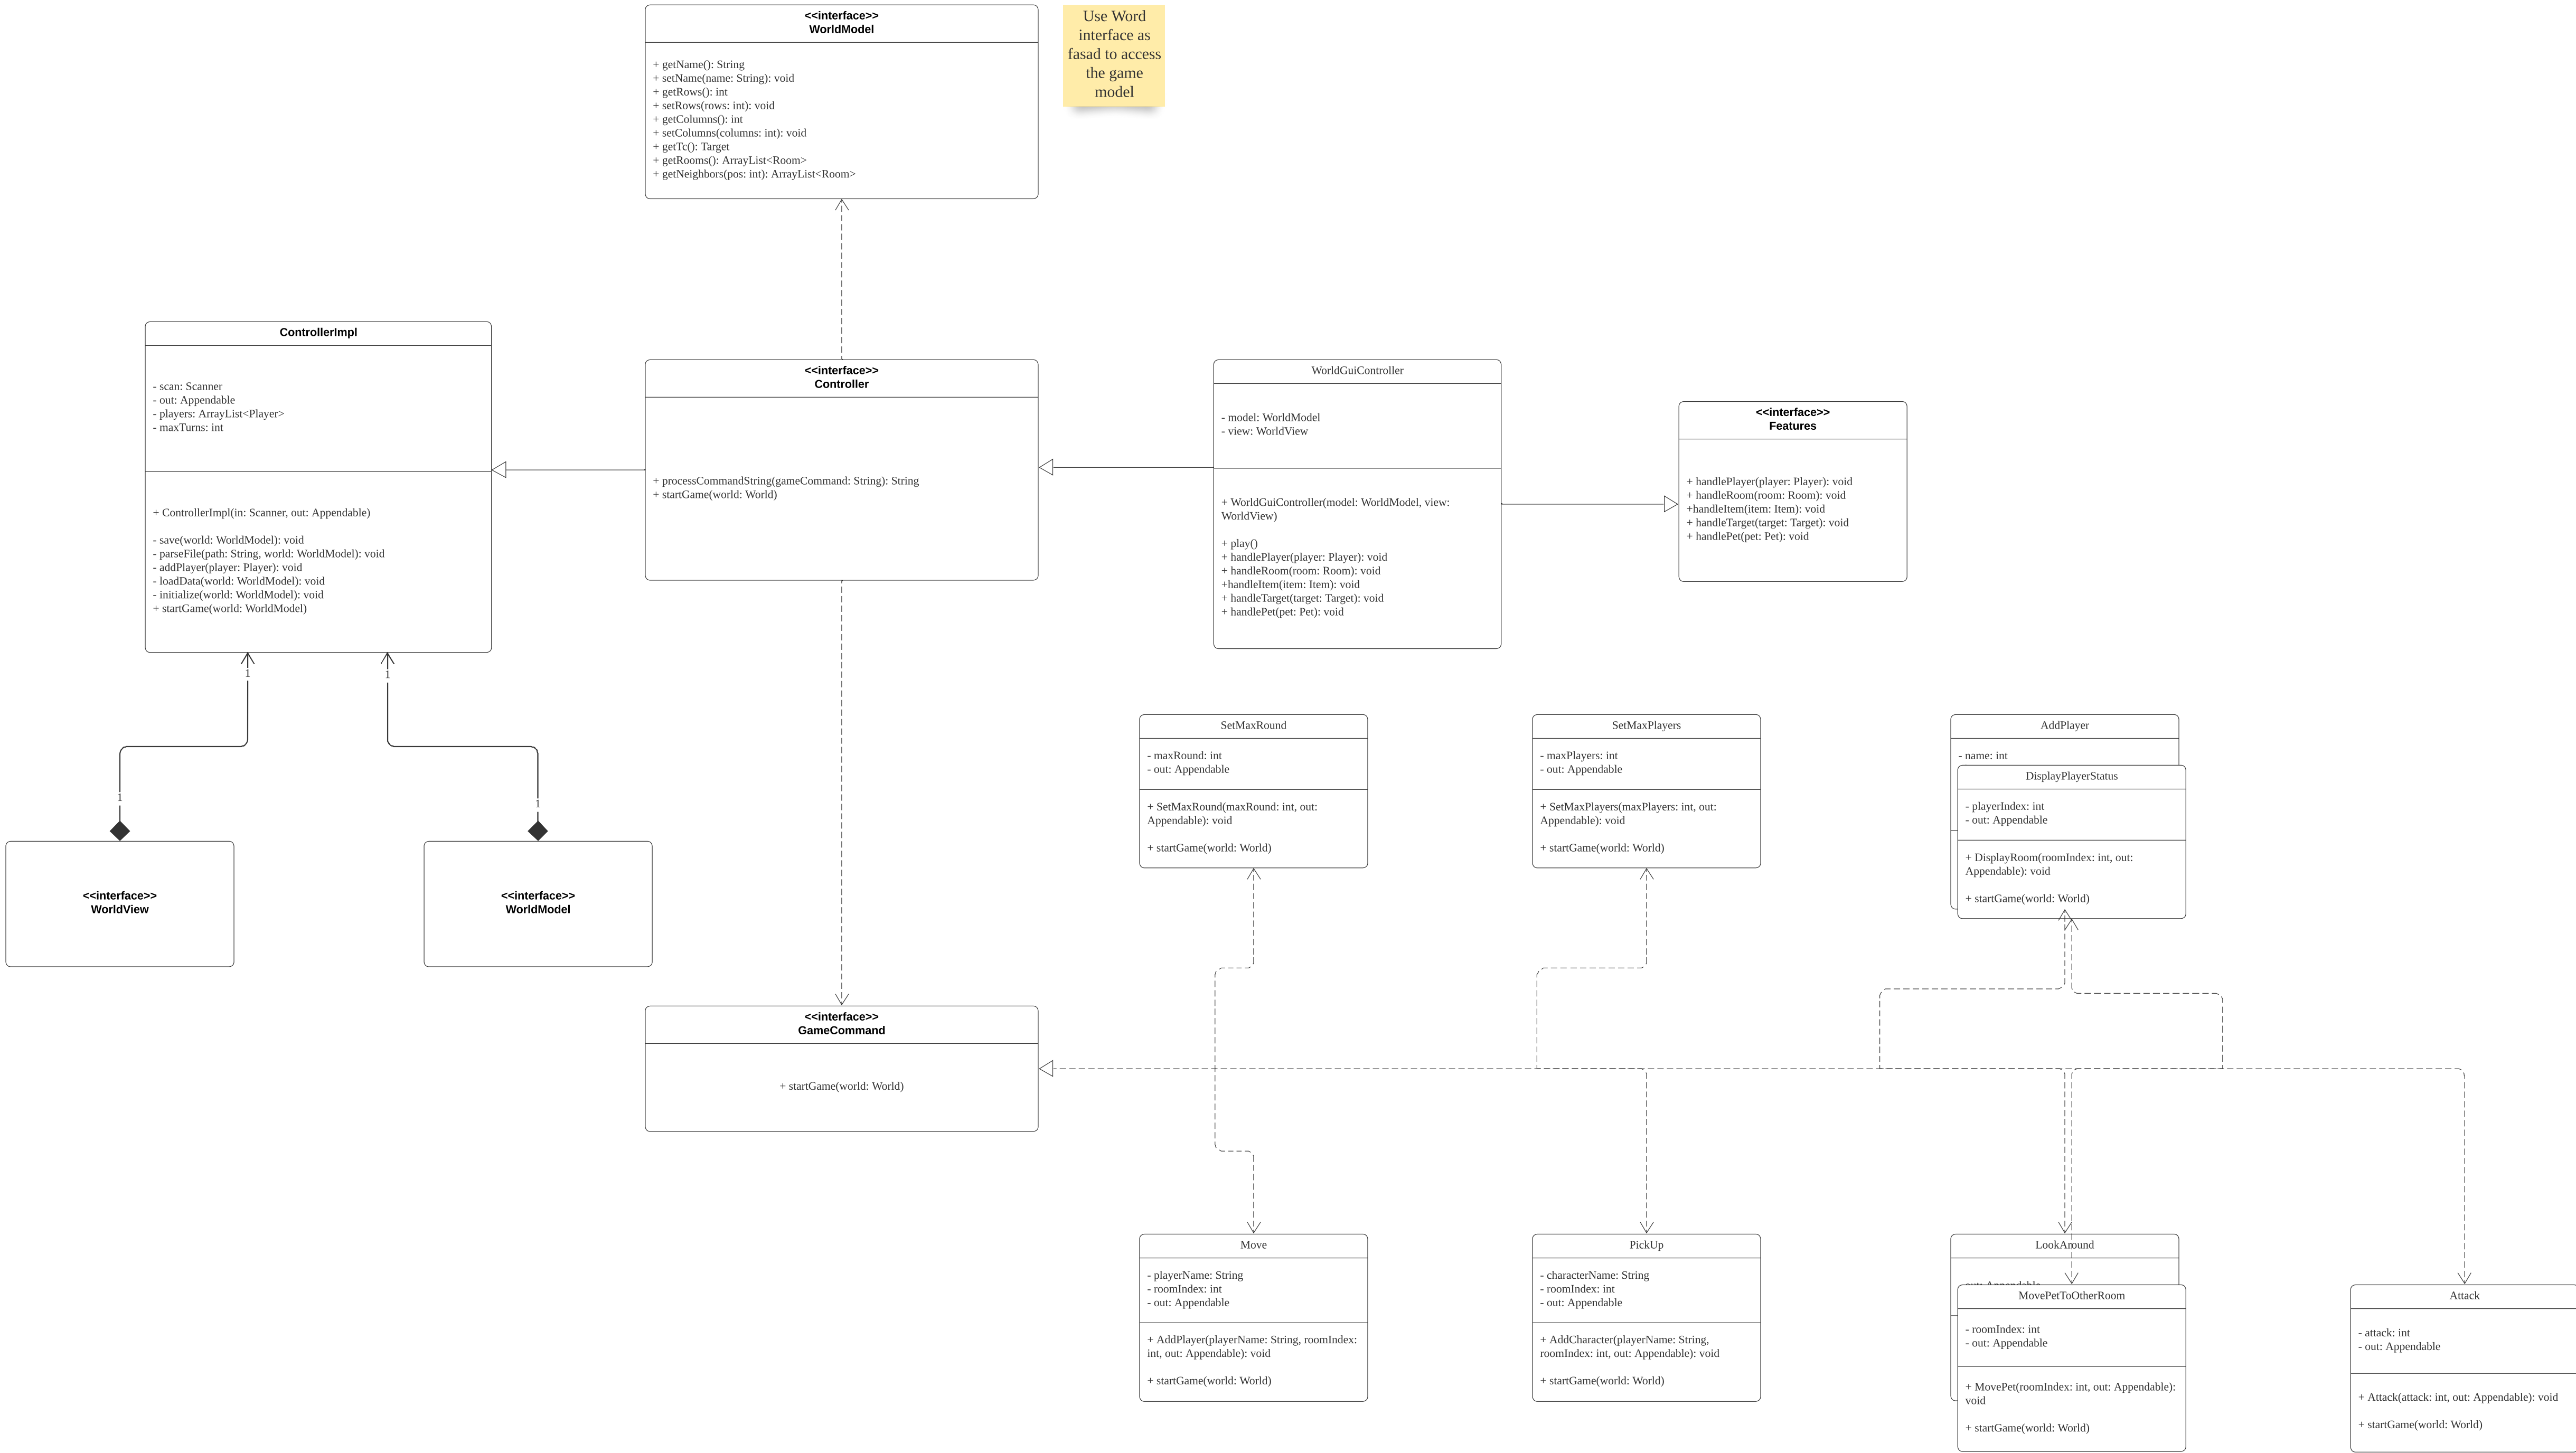 <<interface>>
WorldModel
+ getName(): String
+ setName(name: String): void
+ getRows(): int
+ setRows(rows: int): void
+ getColumns(): int
+ setColumns(columns: int): void
+ getTc(): Target
+ getRooms(): ArrayList<Room>
+ getNeighbors(pos: int): ArrayList<Room>
Use Word
interface as
fasad to access
the game
model
ControllerImpl
- scan: Scanner
- out: Appendable
- players: ArrayList<Player>
- maxTurns: int
+ ControllerImpl(in: Scanner, out: Appendable)
- save(world: WorldModel): void
- parseFile(path: String, world: WorldModel): void
- addPlayer(player: Player): void
- loadData(world: WorldModel): void
- initialize(world: WorldModel): void
+ startGame(world: WorldModel)
<<interface>>
Controller
+ processCommandString(gameCommand: String): String
+ startGame(world: World)
WorldGuiController
- model: WorldModel
- view: WorldView
+ WorldGuiController(model: WorldModel, view:
WorldView)
+ play()
+ handlePlayer(player: Player): void
+ handleRoom(room: Room): void
+handleItem(item: Item): void
+ handleTarget(target: Target): void
+ handlePet(pet: Pet): void
<<interface>>
Features
+ handlePlayer(player: Player): void
+ handleRoom(room: Room): void
+handleItem(item: Item): void
+ handleTarget(target: Target): void
+ handlePet(pet: Pet): void
1
1
1
1
<<interface>>
WorldView
<<interface>>
WorldModel
SetMaxRound
- maxRound: int
- out: Appendable
+ SetMaxRound(maxRound: int, out:
Appendable): void
+ startGame(world: World)
SetMaxPlayers
- maxPlayers: int
- out: Appendable
+ SetMaxPlayers(maxPlayers: int, out:
Appendable): void
+ startGame(world: World)
AddPlayer
- name: int
DisplayPlayerStatus
- playerIndex: int
- out: Appendable
+ DisplayRoom(roomIndex: int, out:
Appendable): void
+ startGame(world: World)
<<interface>>
GameCommand
+ startGame(world: World)
Move
- playerName: String
- roomIndex: int
- out: Appendable
+ AddPlayer(playerName: String, roomIndex:
int, out: Appendable): void
+ startGame(world: World)
PickUp
- characterName: String
- roomIndex: int
- out: Appendable
+ AddCharacter(playerName: String,
roomIndex: int, out: Appendable): void
+ startGame(world: World)
LookAround
MovePetToOtherRoom
- roomIndex: int
- out: Appendable
+ MovePet(roomIndex: int, out: Appendable):
void
+ startGame(world: World)
Attack
- attack: int
- out: Appendable
+ Attack(attack: int, out: Appendable): void
+ startGame(world: World)